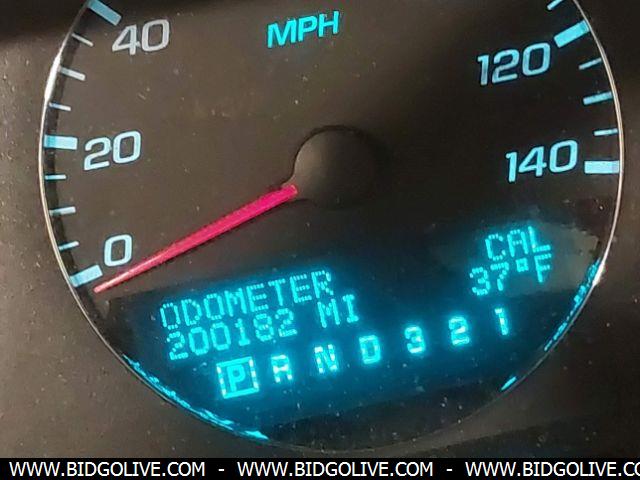 40
MPH
120
20
140
0
CAL
ODOMETER
37°F
200182 MI
P R N D 3 2 1
WWW.BIDGOLIVE.COM - WWW.BIDGOLIVE.COM - WWW.BIDGOLIVE.CO